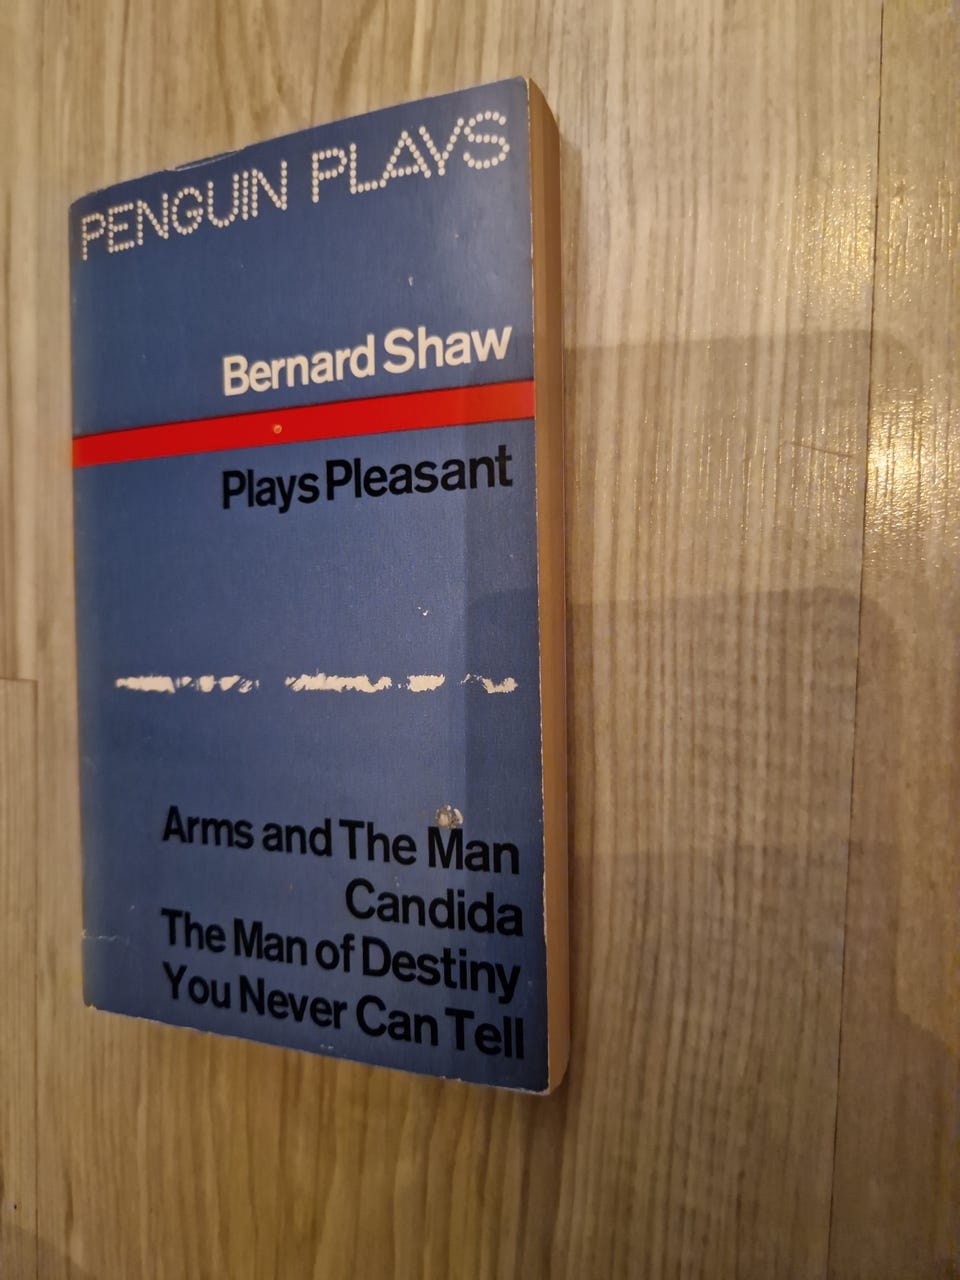 PENGUIN PLAYS
Bernard Shaw
Plays Pleasant
Arms and The Man
Candida
The Man of Destiny
You Never Can Tell